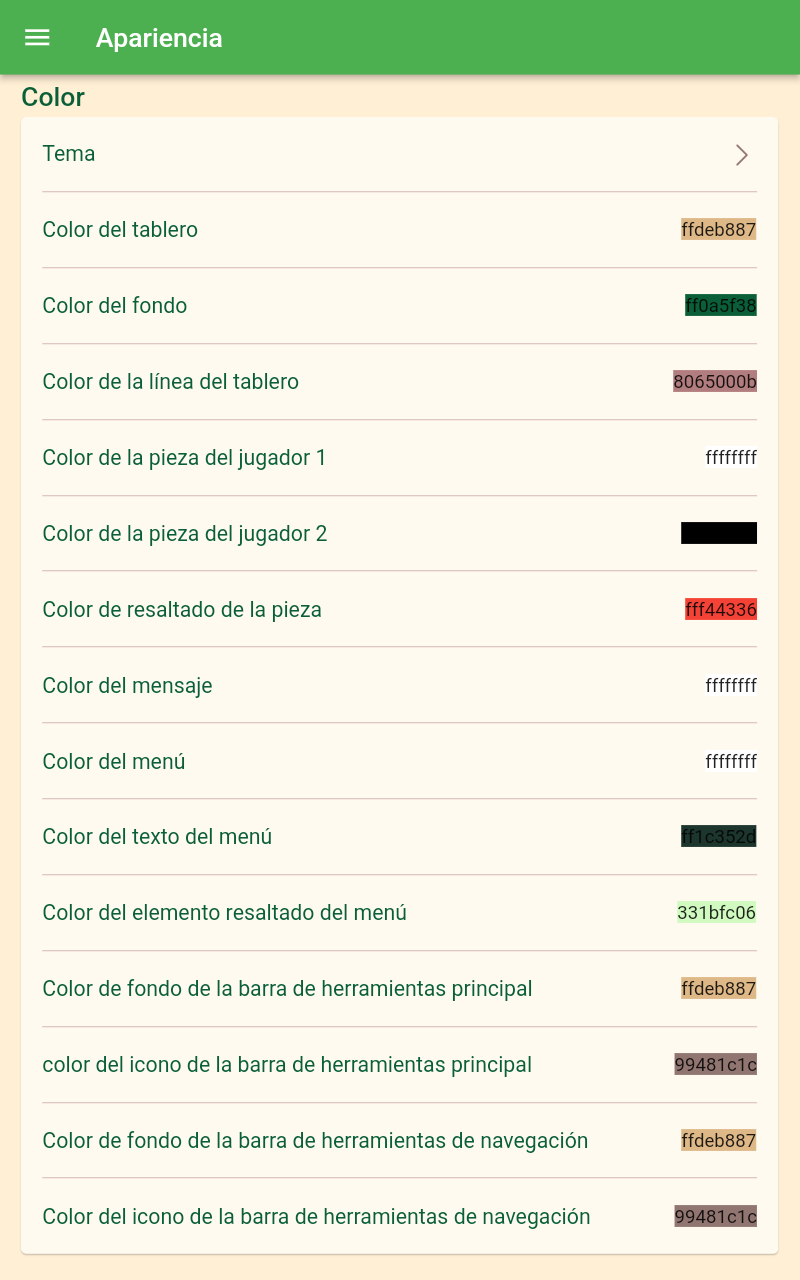 Apariencia
Color
Tema
Color del tablero ffdeb887
Color del fondo ff0a5f38
Color de la línea del tablero 8065000b
Color de la pieza del jugador 1 ffffffff
Color de la pieza del jugador 2
Color de resaltado de la pieza fff44336
Color del mensaje ffffffff
Color del menú ffffffff
Color del texto del menú ff1c352d
Color del elemento resaltado del menú 331bfc06
Color de fondo de la barra de herramientas principal ffdeb887
color del icono de la barra de herramientas principal 99481c1c
Color de fondo de la barra de herramientas de navegación ffdeb887
Color del icono de la barra de herramientas de navegación 99481c1c